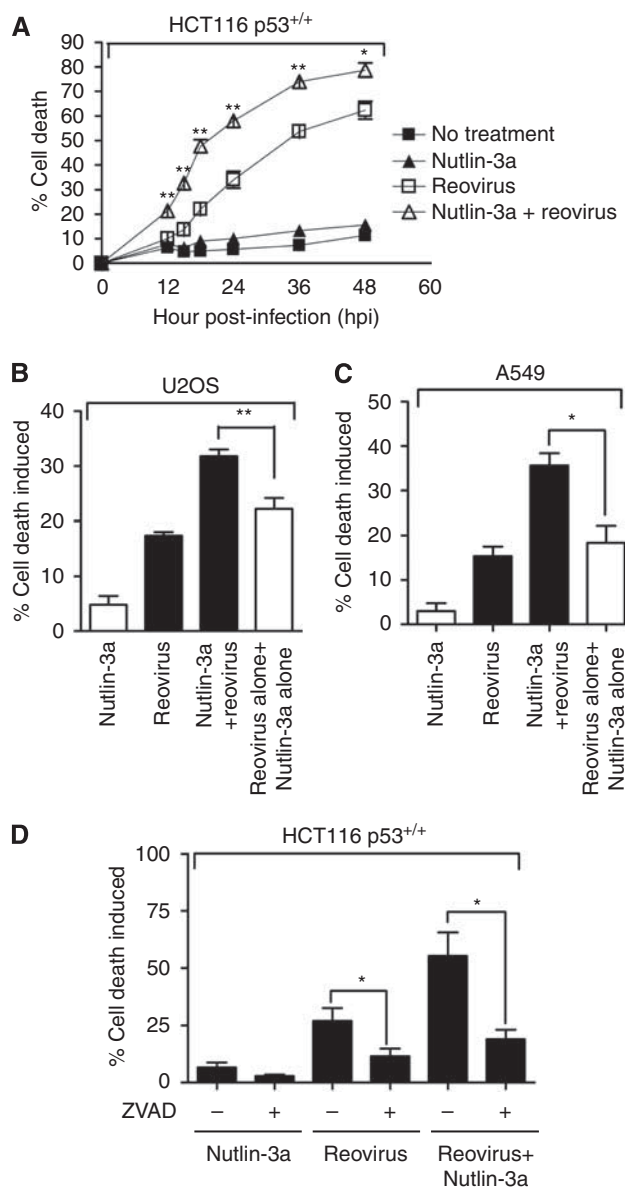 A
HCT116 p53+/+
90
80
70
60
50
40
30
20
10
0
% Cell death
**
**
**
**
**
*
No treatment
Nutlin-3a
Reovirus
Nutlin-3a + reovirus
0 12 24 36 48 60
Hour post-infection (hpi)
B
U2OS
40
30
20
10
0
% Cell death induced
**
Nutlin-3a
Reovirus
Nutlin-3a
+reovirus
Reovirus alone+
Nutlin-3a alone
C
A549
50
40
30
20
10
0
% Cell death induced
*
Nutlin-3a
Reovirus
Nutlin-3a
+reovirus
Reovirus alone+
Nutlin-3a alone
D
HCT116 p53+/+
100
75
50
25
0
% Cell death induced
*
*
ZVAD – + – + – +
Nutlin-3a
Reovirus
Reovirus+
Nutlin-3a